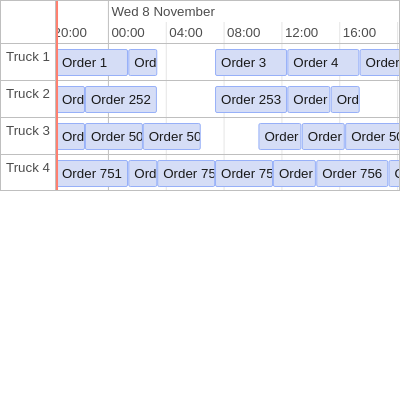 Wed 8 November
20:00 00:00 04:00 08:00 12:00 16:00
Truck 1 Order 1 Ord Order 3 Order 4 Order
Truck 2 Ord Order 252 Order 253 Order Ord
Truck 3 Ord Order 50 Order 50 Order Order Order 50
Truck 4 Order 751 Ord Order 75 Order 75 Order Order 756